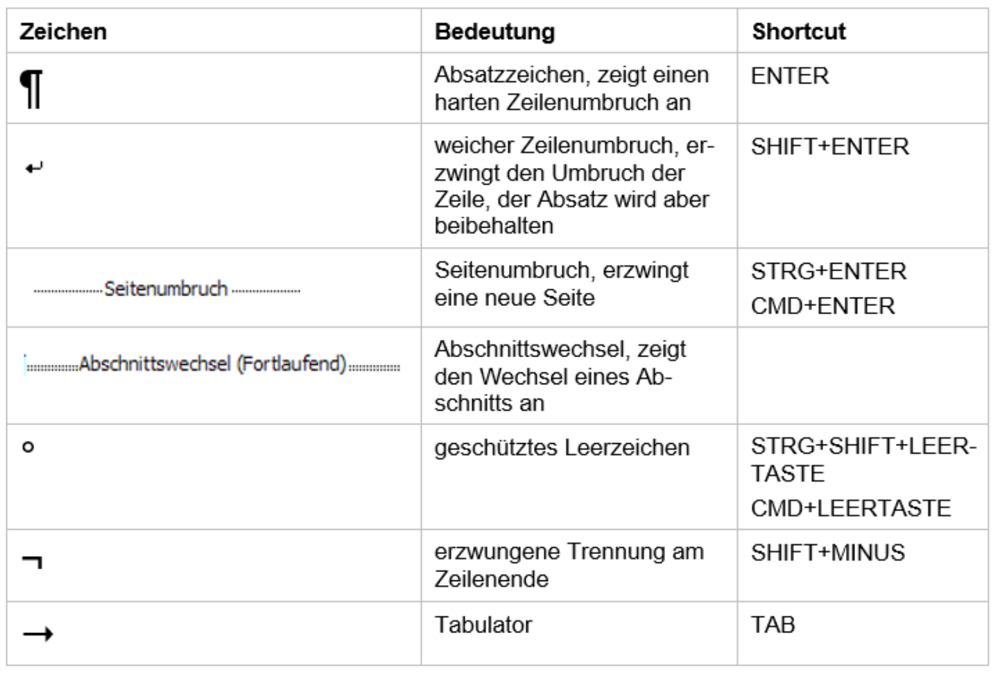 Zeichen Bedeutung Shortcut
¶ Absatzzeichen, zeigt einen ENTER
harten Zeilenumbruch an
↵ weicher Zeilenumbruch, er- SHIFT+ENTER
zwingt den Umbruch der
Zeile, der Absatz wird aber
beibehalten
Seitenumbruch Seitenumbruch, erzwingt STRG+ENTER
eine neue Seite CMD+ENTER
Abschnittswechsel (Fortlaufend) Abschnittswechsel, zeigt
den Wechsel eines Ab-
schnitts an
° geschütztes Leerzeichen STRG+SHIFT+LEER-
TASTE
CMD+LEERTASTE
¬ erzwungene Trennung am SHIFT+MINUS
Zeilenende
→ Tabulator TAB